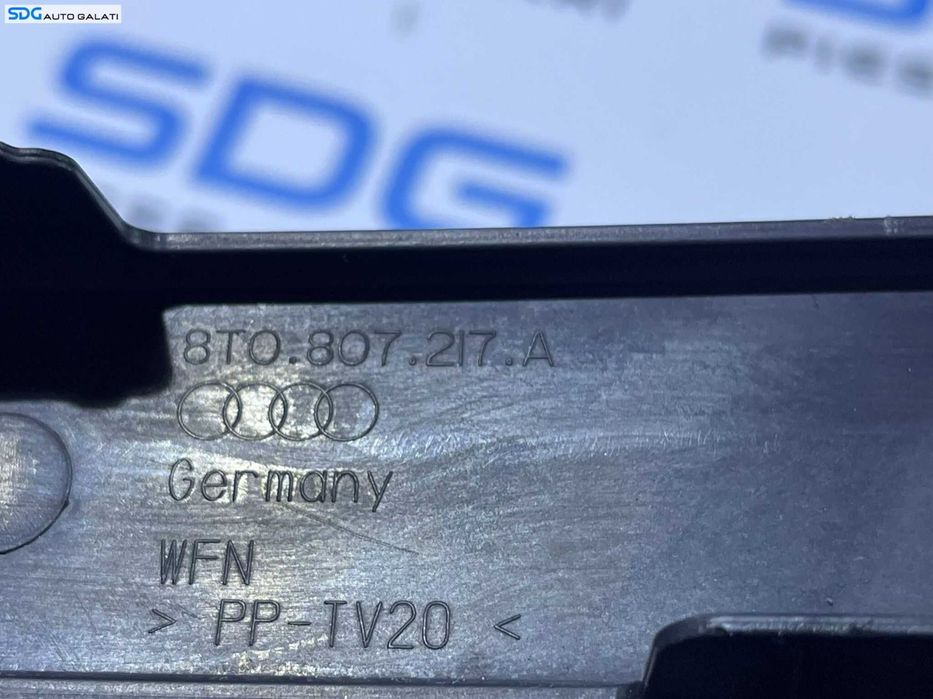 SDG AUTO GALATI
SDG
8T0.807.217.A
Germany
WFN
> PP-TV20 <